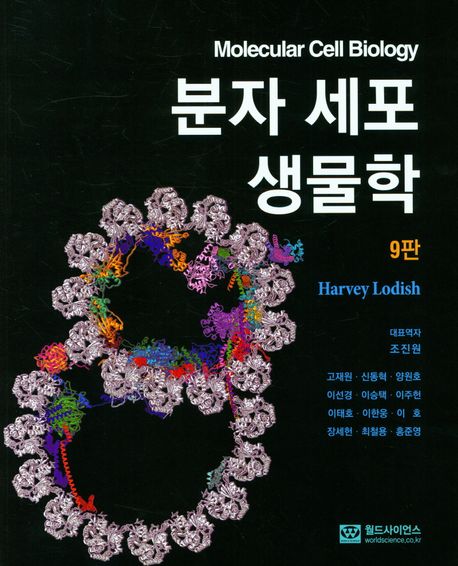 Molecular Cell Biology
분자 세포
생물학
9판
Harvey Lodish
대표역자
조진원
고재원 · 신동혁 · 양원호
이선경 · 이승택 · 이주헌
이태호 · 이한웅 · 이 호
장세헌 · 최철용 · 홍준영
월드사이언스
worldscience.co.kr